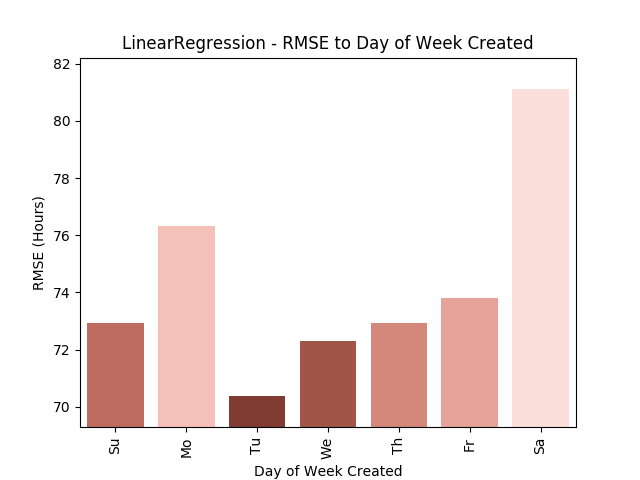 LinearRegression - RMSE to Day of Week Created
82
80
78
76
74
72
70
RMSE (Hours)
Su
Mo
Tu
We
Th
Fr
Sa
Day of Week Created